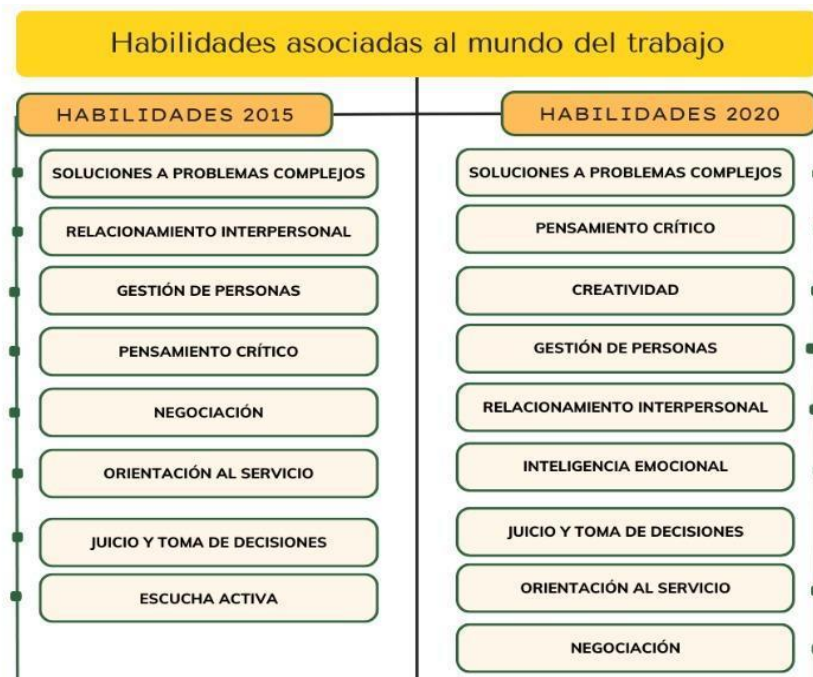 Habilidades asociadas al mundo del trabajo
HABILIDADES 2015
SOLUCIONES A PROBLEMAS COMPLEJOS
RELACIONAMIENTO INTERPERSONAL
GESTIÓN DE PERSONAS
PENSAMIENTO CRÍTICO
NEGOCIACIÓN
ORIENTACIÓN AL SERVICIO
JUICIO Y TOMA DE DECISIONES
ESCUCHA ACTIVA
HABILIDADES 2020
SOLUCIONES A PROBLEMAS COMPLEJOS
PENSAMIENTO CRÍTICO
CREATIVIDAD
GESTIÓN DE PERSONAS
RELACIONAMIENTO INTERPERSONAL
INTELIGENCIA EMOCIONAL
JUICIO Y TOMA DE DECISIONES
ORIENTACIÓN AL SERVICIO
NEGOCIACIÓN